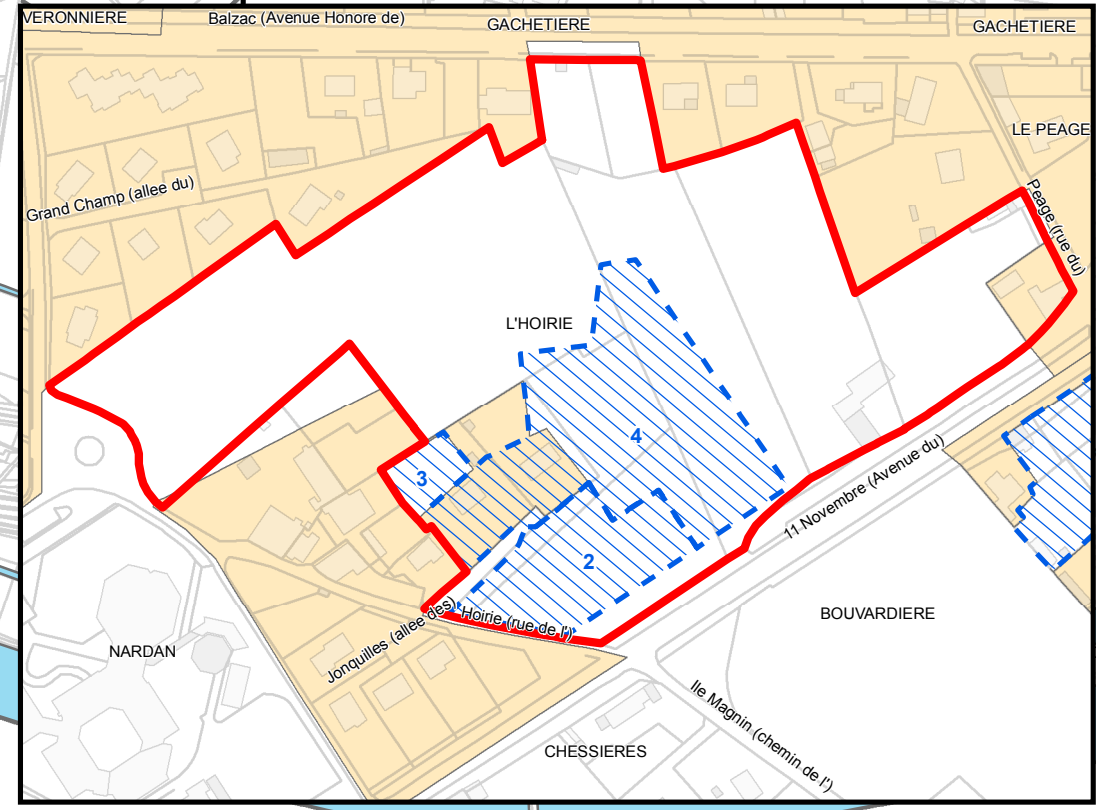 VERONNIERE
Balzac (Avenue Honore de)
GACHETIERE
GACHETIERE
LE PEAGE
Grand Champ (allee du)
Peage (rue du)
L'HOIRIE
4
3
11 Novembre (Avenue du)
2
Hoirie (rue de l')
BOUVARDIERE
Jonquilles (allee des)
NARDAN
Ile Magnin (chemin de l')
CHESSIERES